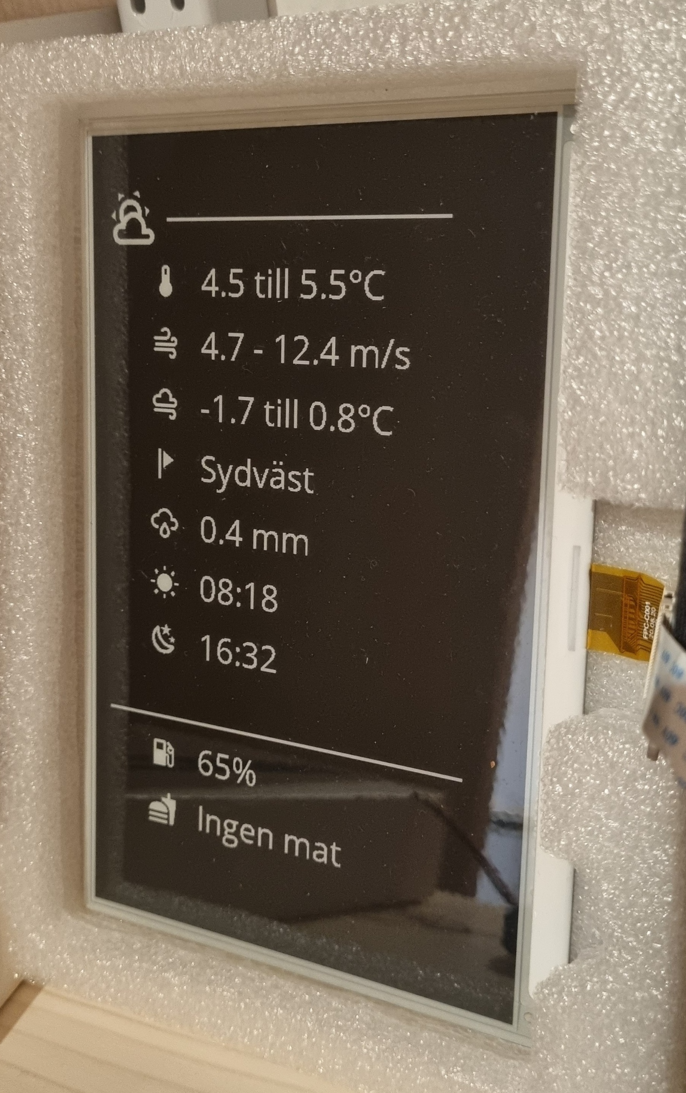 4.5 till 5.5°C
4.7 - 12.4 m/s
-1.7 till 0.8°C
Sydväst
0.4 mm
08:18
16:32
65%
Ingen mat